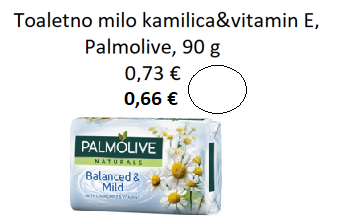 Toaletno milo kamilica&vitamin E,
Palmolive, 90 g
0,73 €
0,66 €
PALMOLIVE
NATURALS
Balanced &
Mild